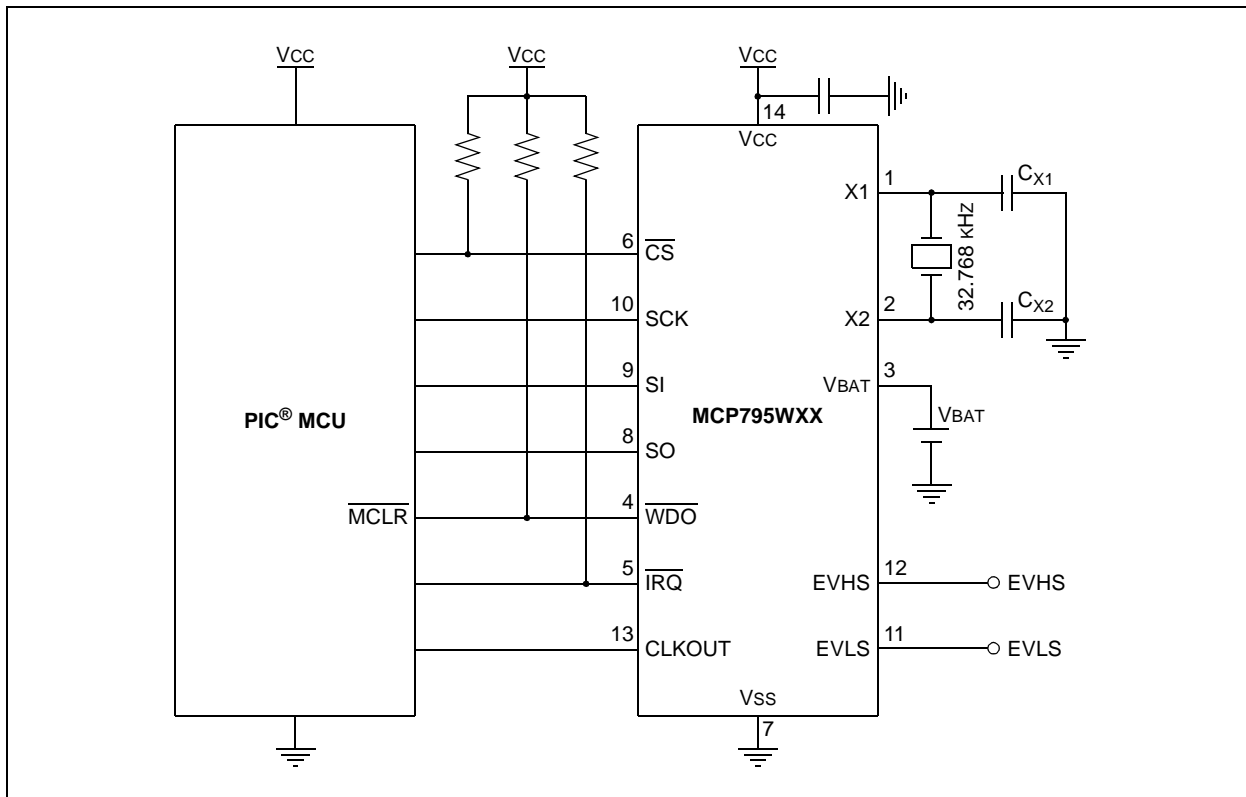 VCC
VCC
VCC
14
VCC
1
X1
CX1
32.768 KHZ
6
CS
10
SCK
2
X2
CX2
9
SI
3
VBAT
VBAT
PIC® MCU
MCP795WXX
8
SO
MCLR
4
WDO
5
IRQ
12
EVHS
EVHS
13
CLKOUT
11
EVLS
EVLS
VSS
7